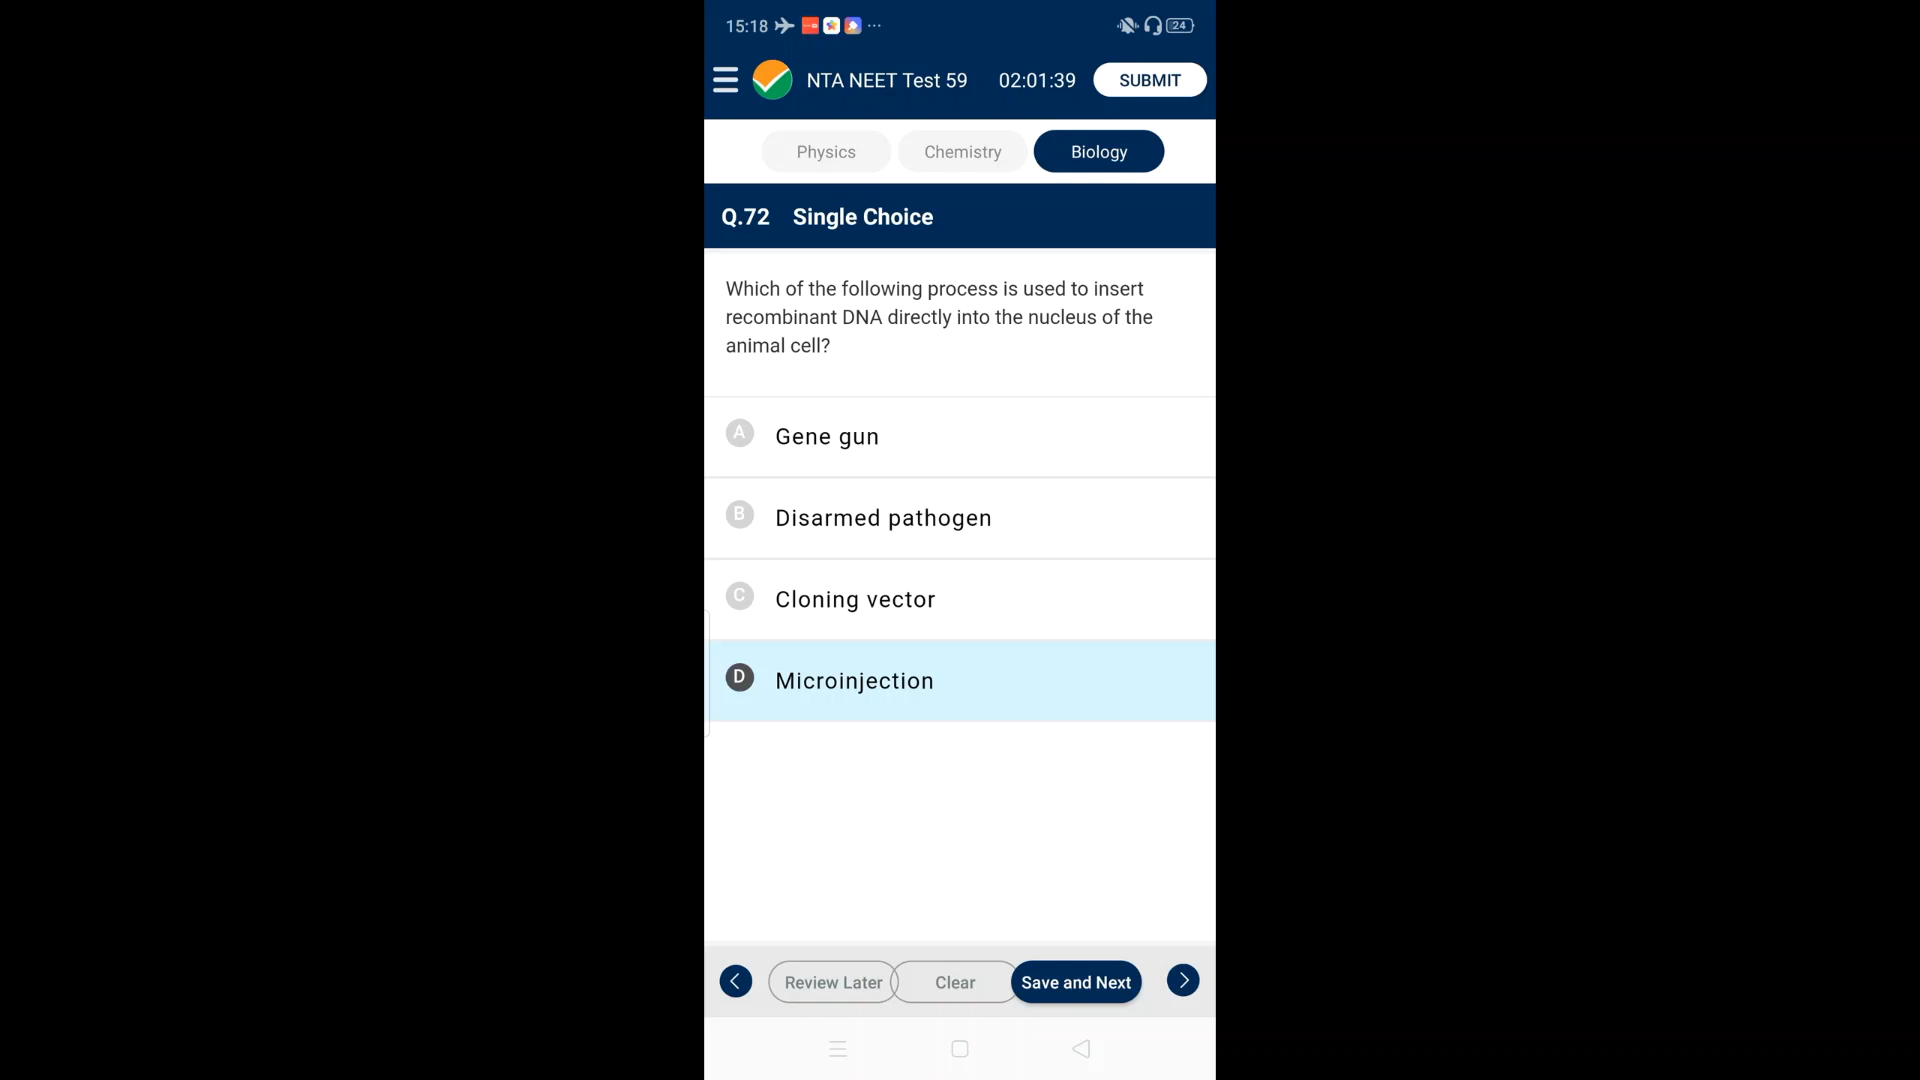 15:18 ... 24
NTA NEET Test 59 02:01:39 SUBMIT
Physics Chemistry Biology
Q.72 Single Choice
Which of the following process is used to insert
recombinant DNA directly into the nucleus of the
animal cell?
A Gene gun
B Disarmed pathogen
C Cloning vector
D Microinjection
Review Later Clear Save and Next